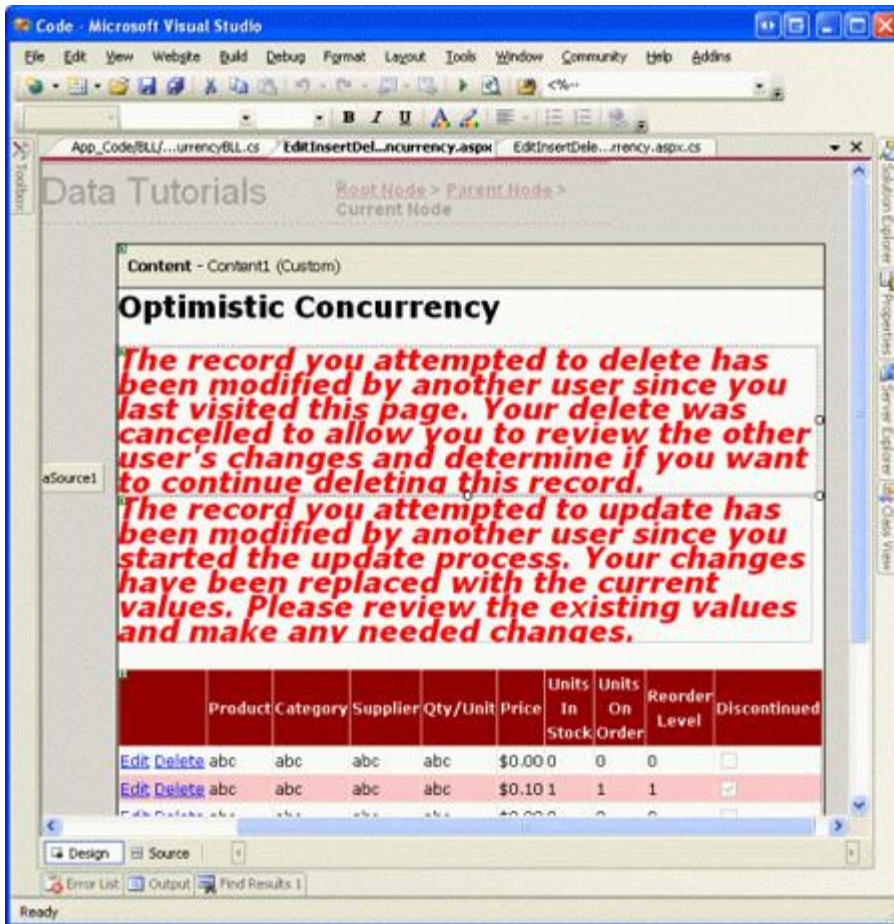 Code - Microsoft Visual Studio
File Edit View Website Build Debug Format Layout Tools Window Community Help Addins
<%--
B I U A
App_Code/BLL/...urrencyBLL.cs EditInsertDel...ncurrency.aspx EditInsertDele...rrency.aspx.cs
Toolbox
Data Tutorials
Root Node > Parent Node >
Current Node
Content - Content1 (Custom)
Optimistic Concurrency
The record you attempted to delete has
been modified by another user since you
last visited this page. Your delete was
cancelled to allow you to review the other
user's changes and determine if you want
to continue deleting this record.
aSource1
The record you attempted to update has
been modified by another user since you
started the update process. Your changes
have been replaced with the current
values. Please review the existing values
and make any needed changes.
Product Category Supplier Qty/Unit Price Units In Stock Units On Order Reorder Level Discontinued
Edit Delete abc abc abc abc $0.00 0 0 0
Edit Delete abc abc abc abc $0.10 1 1 1
Solution Explorer
Properties
Server Explorer
Class View
Design Source
Error List Output Find Results 1
Ready